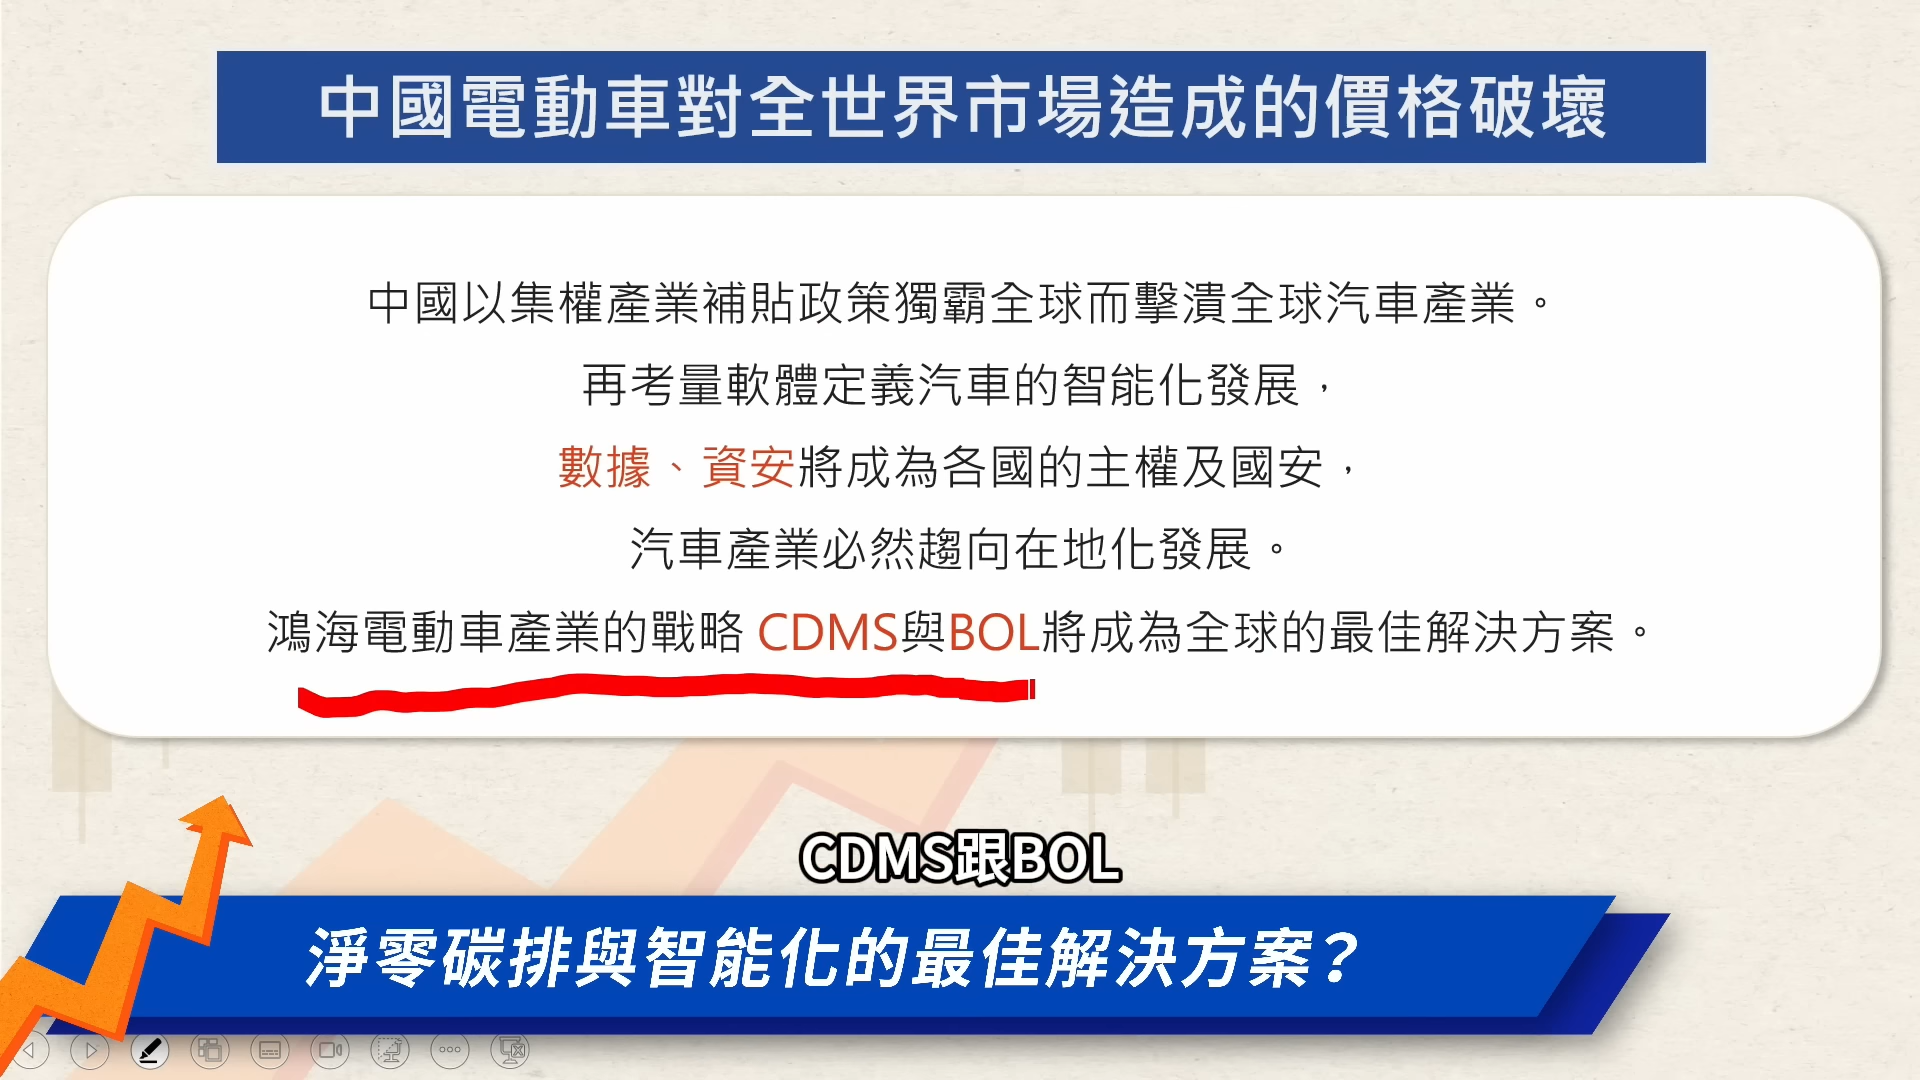 中國電動車對全世界市場造成的價格破壞
中國以集權產業補貼政策獨霸全球而擊潰全球汽車產業。
再考量軟體定義汽車的智能化發展，
數據、資安將成為各國的主權及國安，
汽車產業必然趨向在地化發展。
鴻海電動車產業的戰略 CDMS與BOL將成為全球的最佳解決方案。
CDMS跟BOL
淨零碳排與智能化的最佳解決方案？